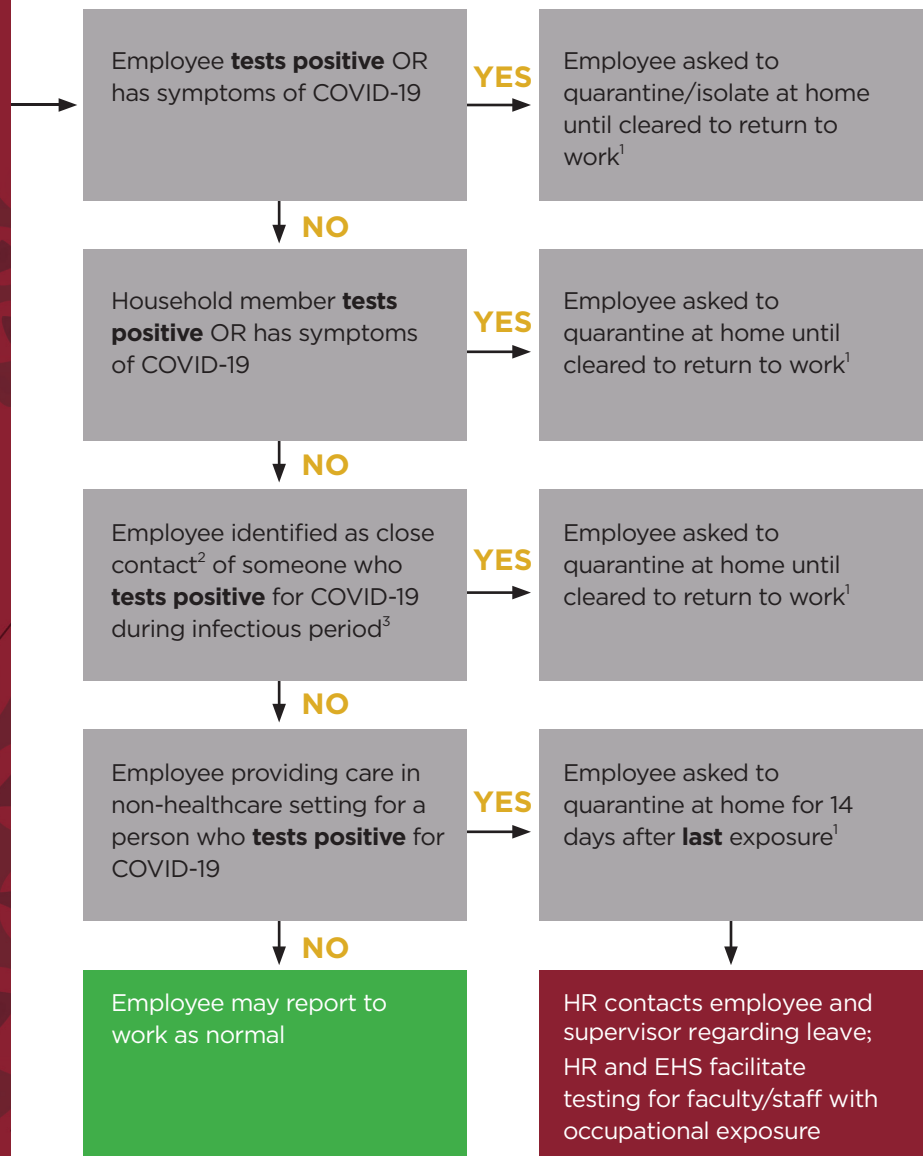 Employee tests positive OR
has symptoms of COVID-19
YES
Employee asked to
quarantine/isolate at home
until cleared to return to
work1
NO
Household member tests
positive OR has symptoms
of COVID-19
YES
Employee asked to
quarantine at home until
cleared to return to work1
NO
Employee identified as close
contact2 of someone who
tests positive for COVID-19
during infectious period3
YES
Employee asked to
quarantine at home until
cleared to return to work1
NO
Employee providing care in
non-healthcare setting for a
person who tests positive for
COVID-19
YES
Employee asked to
quarantine at home for 14
days after last exposure1
NO
Employee may report to
work as normal
HR contacts employee and
supervisor regarding leave;
HR and EHS facilitate
testing for faculty/staff with
occupational exposure